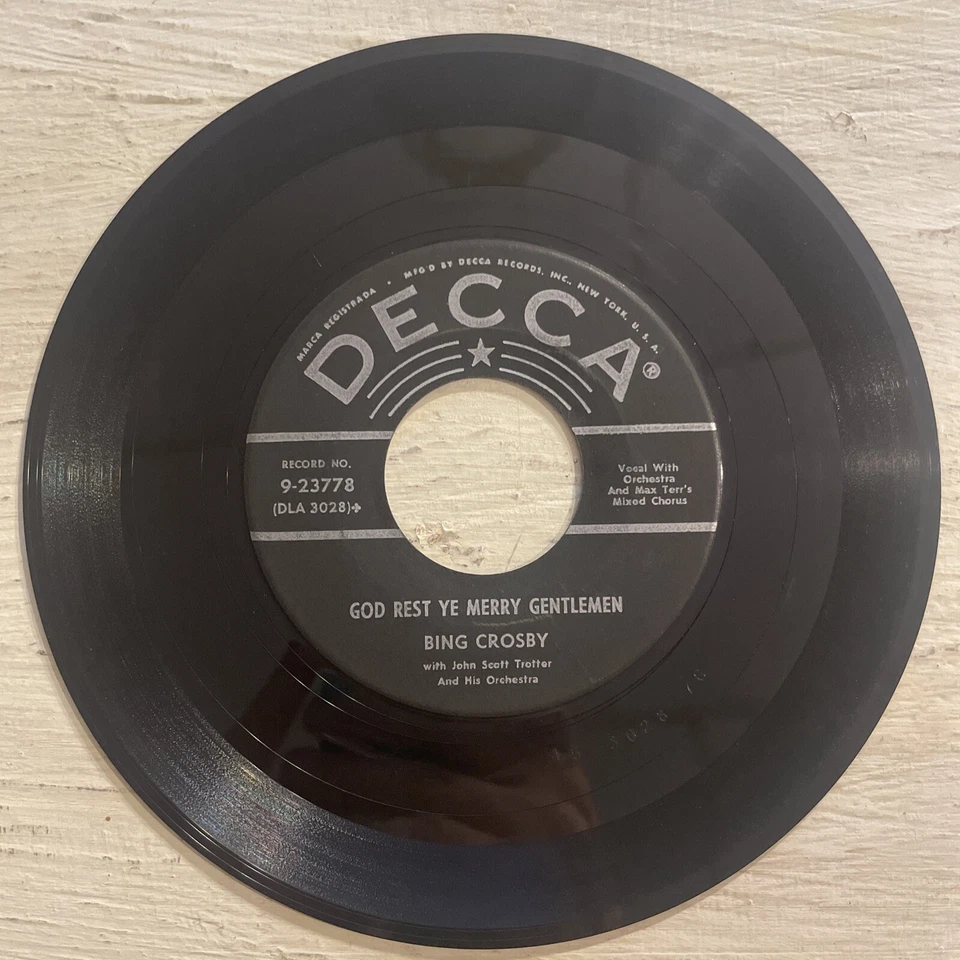 MARCA REGISTRADA • MFG'D BY DECCA RECORDS, INC., NEW YORK, U. S. A.
DECCA®
RECORD NO.
9-23778
(DLA 3028)✤
Vocal With
Orchestra
And Max Terr's
Mixed Chorus
GOD REST YE MERRY GENTLEMEN
BING CROSBY
with John Scott Trotter
And His Orchestra
3028